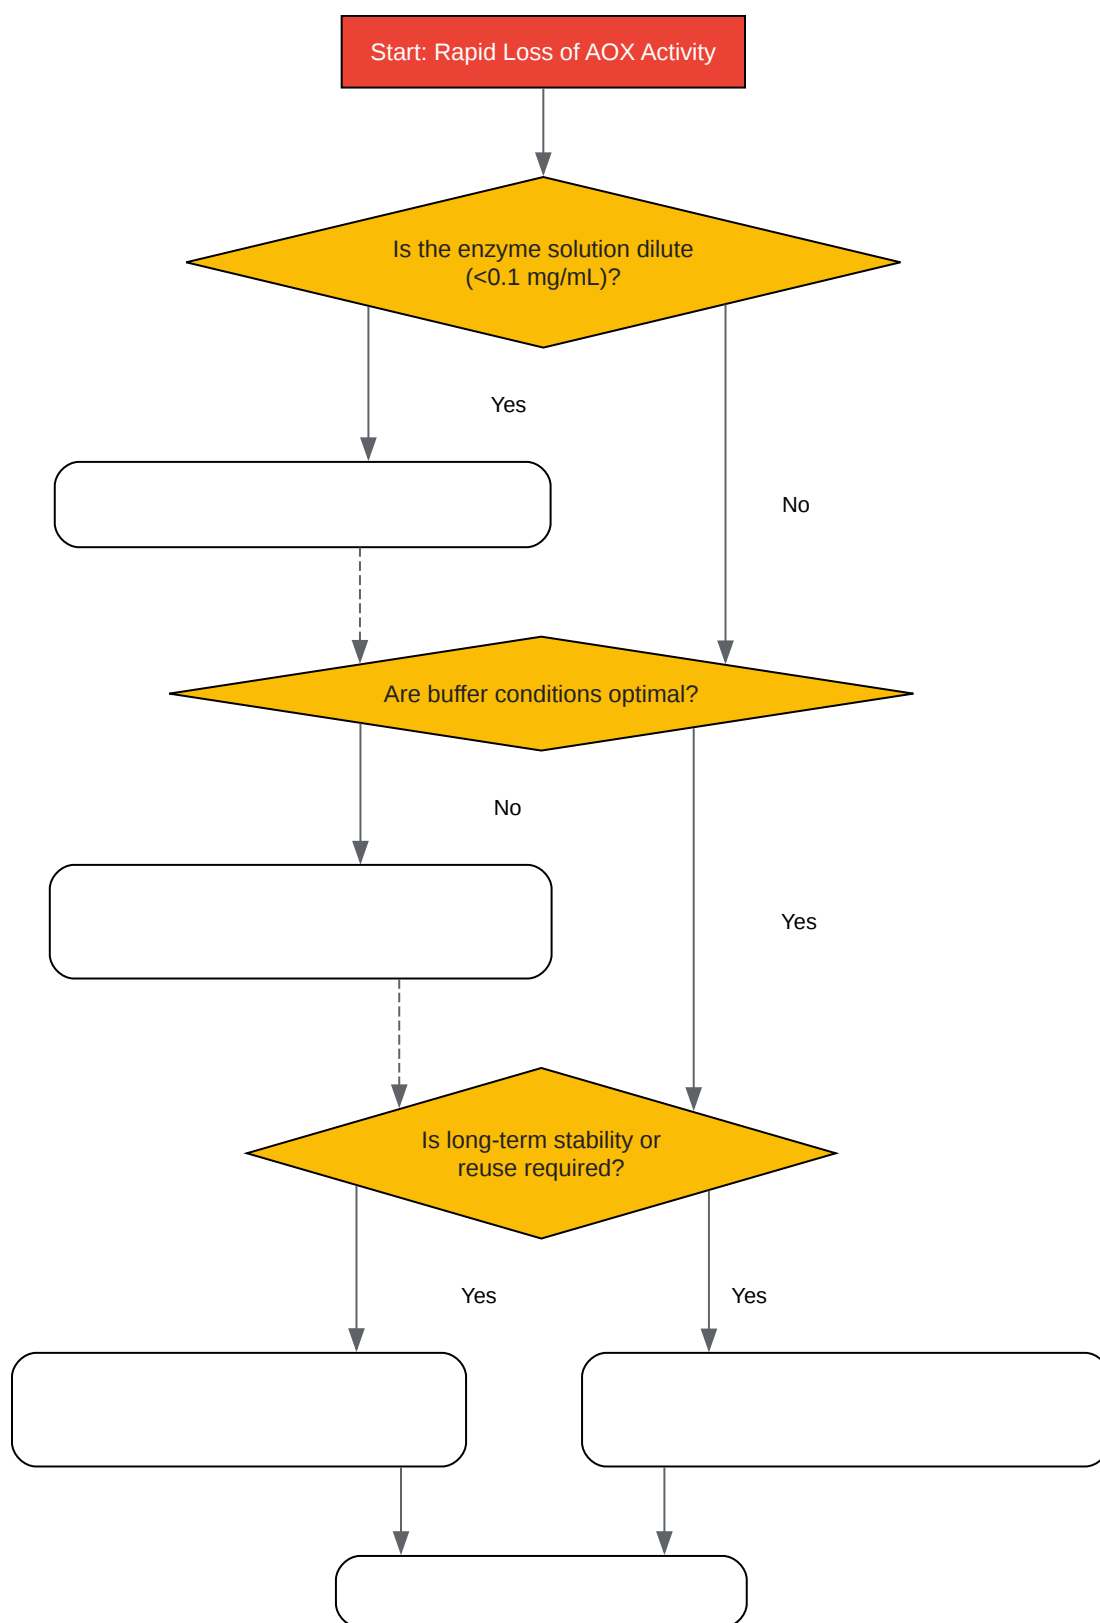 Start: Rapid Loss of AOX Activity
Is the enzyme solution dilute
(<0.1 mg/mL)?
Yes
No
Are buffer conditions optimal?
No
Yes
Is long-term stability or
reuse required?
Yes
Yes